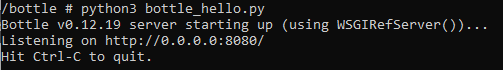 /bottle # python3 bottle_hello.py
Bottle v0.12.19 server starting up (using WSGIRefServer())...
Listening on http://0.0.0.0:8080/
Hit Ctrl-C to quit.